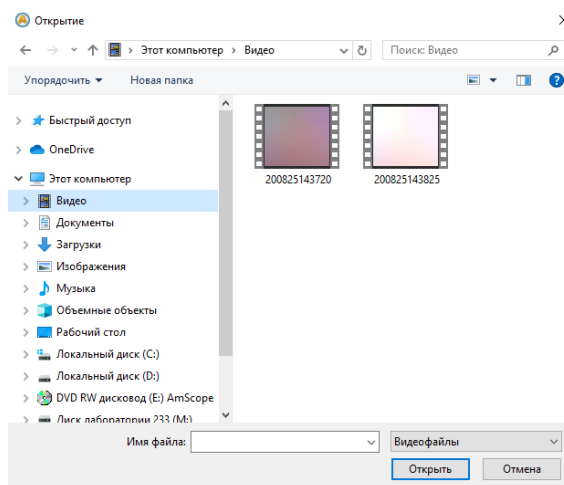 Открытие
Этот компьютер > Видео
Поиск: Видео
Упорядочить
Новая папка
Быстрый доступ
OneDrive
Этот компьютер
Видео
Документы
Загрузки
Изображения
Музыка
Объемные объекты
Рабочий стол
Локальный диск (C:)
Локальный диск (D:)
DVD RW дисковод (E:) AmScope
Диск лаборатории 233 (M:)
200825143720
200825143825
Имя файла:
Видеофайлы
Открыть
Отмена